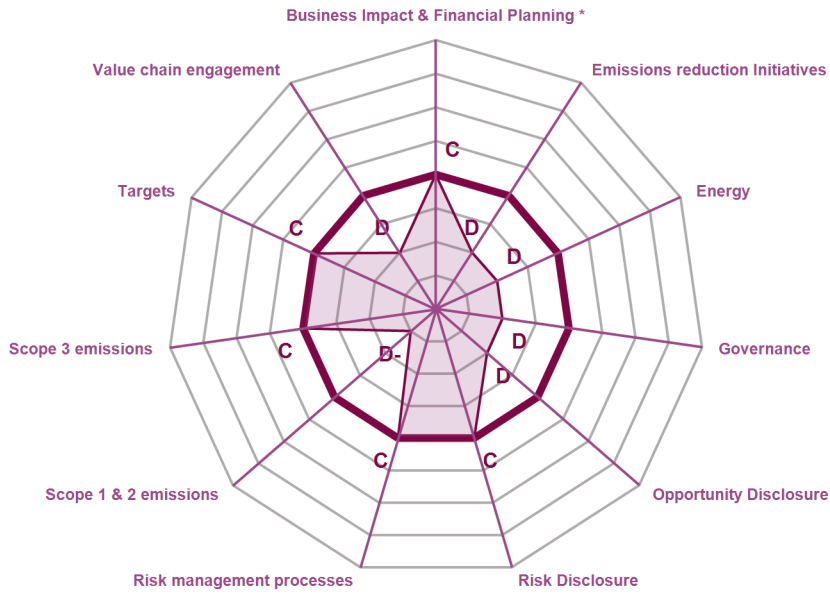 Business Impact & Financial Planning *
Value chain engagement
Emissions reduction Initiatives
C
Targets
Energy
C
D
D
D
Scope 3 emissions
Governance
C
D-
D
D
Scope 1 & 2 emissions
Opportunity Disclosure
C
C
Risk management processes
Risk Disclosure